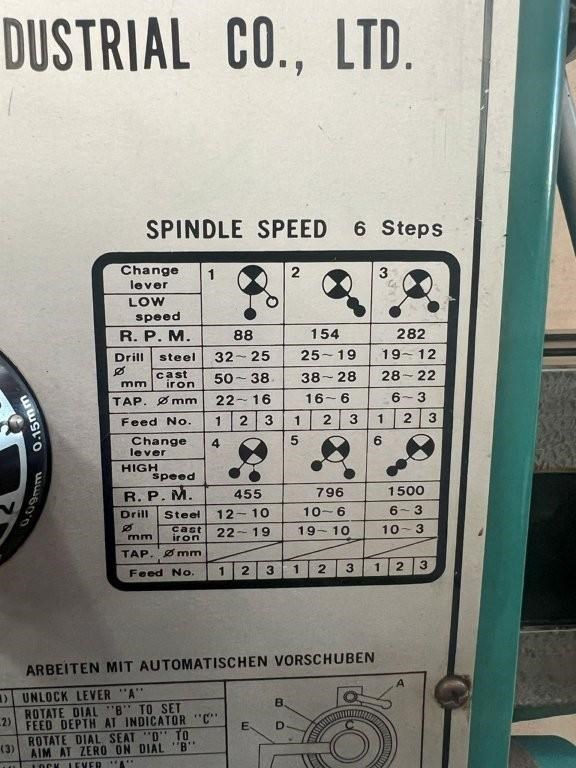 DUSTRIAL CO., LTD.
SPINDLE SPEED 6 Steps
Change lever 1 2 3
LOW speed
R. P. M. 88 154 282
Drill Ø mm steel 32~25 25~19 19~12
cast iron 50~38 38~28 28~22
TAP. Ømm 22~16 16~6 6~3
Feed No. 1 2 3 1 2 3 1 2 3
Change lever 4 5 6
HIGH speed
R. P. M. 455 796 1500
Drill Ø mm Steel 12~10 10~6 6~3
cast iron 22~19 19~10 10~3
TAP. Ømm
Feed No. 1 2 3 1 2 3 1 2 3
0.15mm
0.09mm
2
ARBEITEN MIT AUTOMATISCHEN VORSCHUBEN
1) UNLOCK LEVER "A"
2) ROTATE DIAL "B" TO SET
FEED DEPTH AT INDICATOR "C"
(3) ROTATE DIAL SEAT "D" TO
AIM AT ZERO ON DIAL "B"
LOCK LEVER "A"
A
B
C
D
E